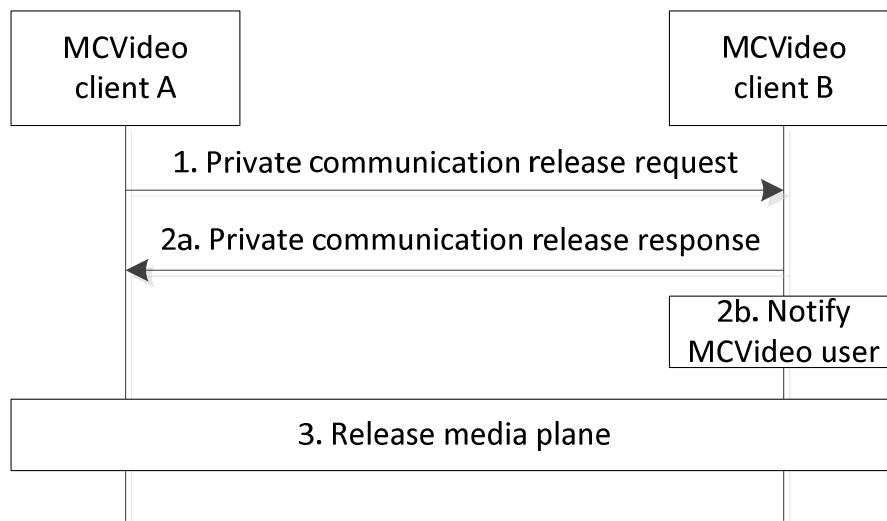 MCVideo
client A
MCVideo
client B
1. Private communication release request
2a. Private communication release response
2b. Notify
MCVideo user
3. Release media plane